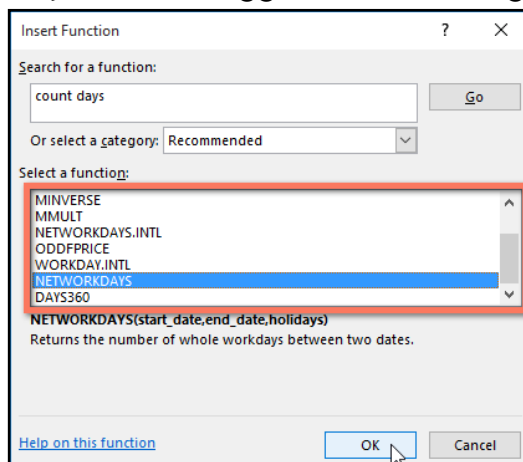 Insert Function ? ×
Search for a function:
count days Go
Or select a category: Recommended
Select a function:
MINVERSE
MMULT
NETWORKDAYS.INTL
ODDFPRICE
WORKDAY.INTL
NETWORKDAYS
DAYS360
NETWORKDAYS(start_date,end_date,holidays)
Returns the number of whole workdays between two dates.
Help on this function OK Cancel